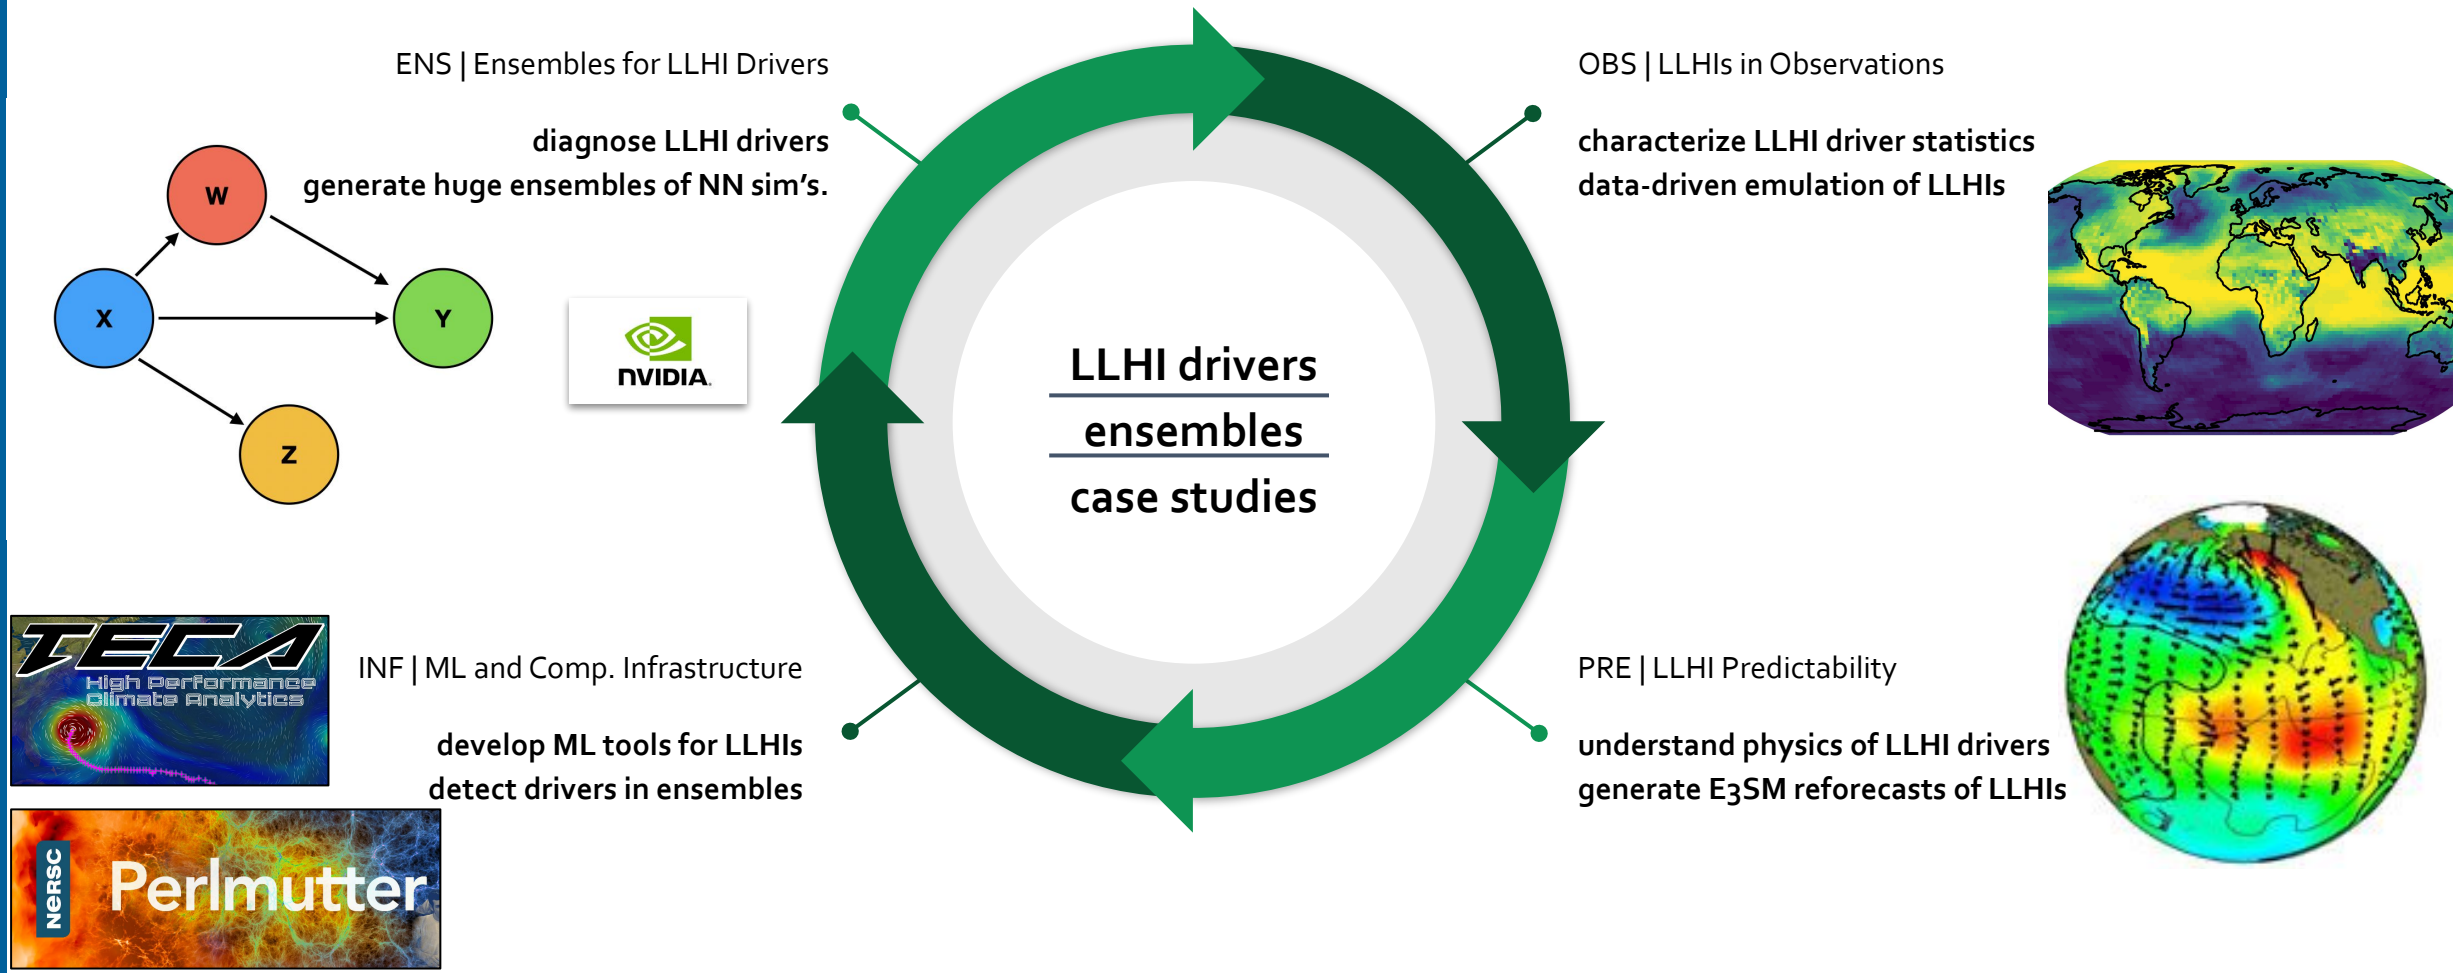 ENS | Ensembles for LLHI Drivers
diagnose LLHI drivers
generate huge ensembles of NN sim's.
W
X
Y
Z
nVIDIA.
OBS | LLHIs in Observations
characterize LLHI driver statistics
data-driven emulation of LLHIs
LLHI drivers
ensembles
case studies
TECA
High Performance
Climate Analytics
INF | ML and Comp. Infrastructure
develop ML tools for LLHIs
detect drivers in ensembles
NERSC
Perlmutter
PRE | LLHI Predictability
understand physics of LLHI drivers
generate E3SM reforecasts of LLHIs